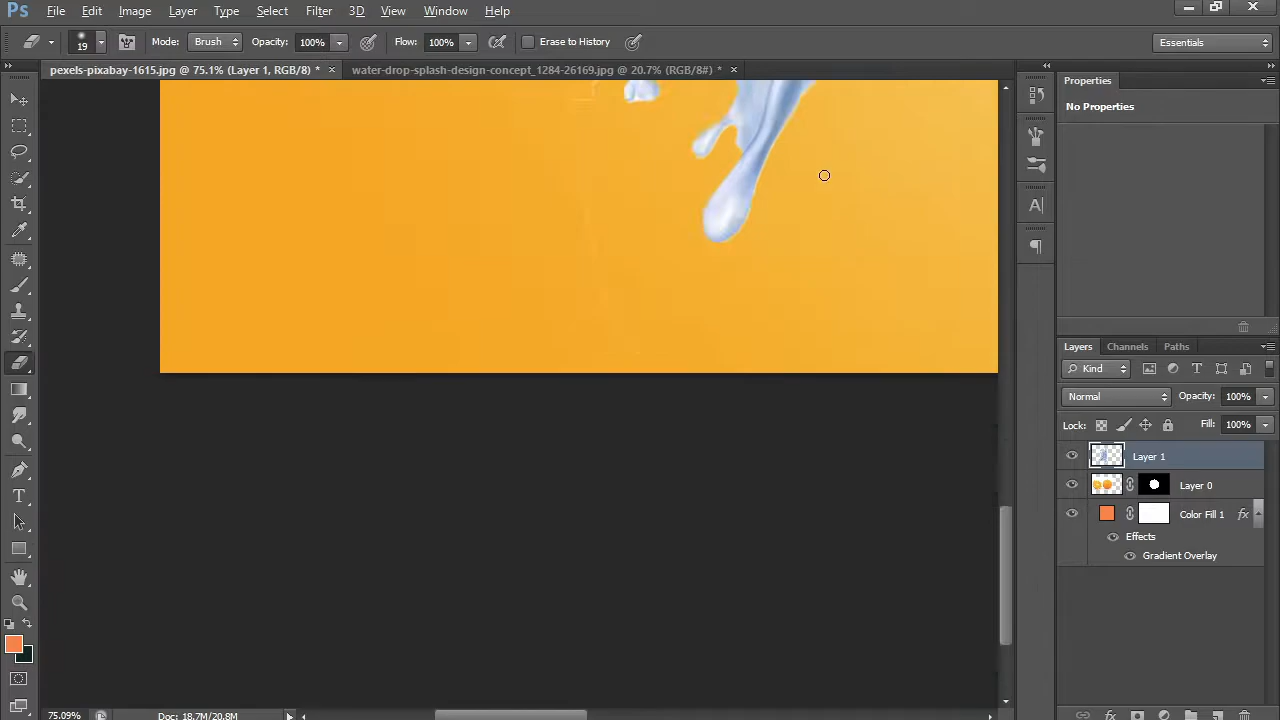 Ps File Edit Image Layer Type Select Filter 3D View Window Help
19 Mode: Brush Opacity: 100% Flow: 100% Erase to History Essentials
pexels-pixabay-1615.jpg @ 75.1% (Layer 1, RGB/8) * × water-drop-splash-design-concept_1284-26169.jpg @ 20.7% (RGB/8#) * ×
Properties
No Properties
Layers Channels Paths
Kind
Normal Opacity: 100%
Lock: Fill: 100%
Layer 1
Layer 0
Color Fill 1 fx
Effects
Gradient Overlay
75.09% Doc: 18.7M/20.8M